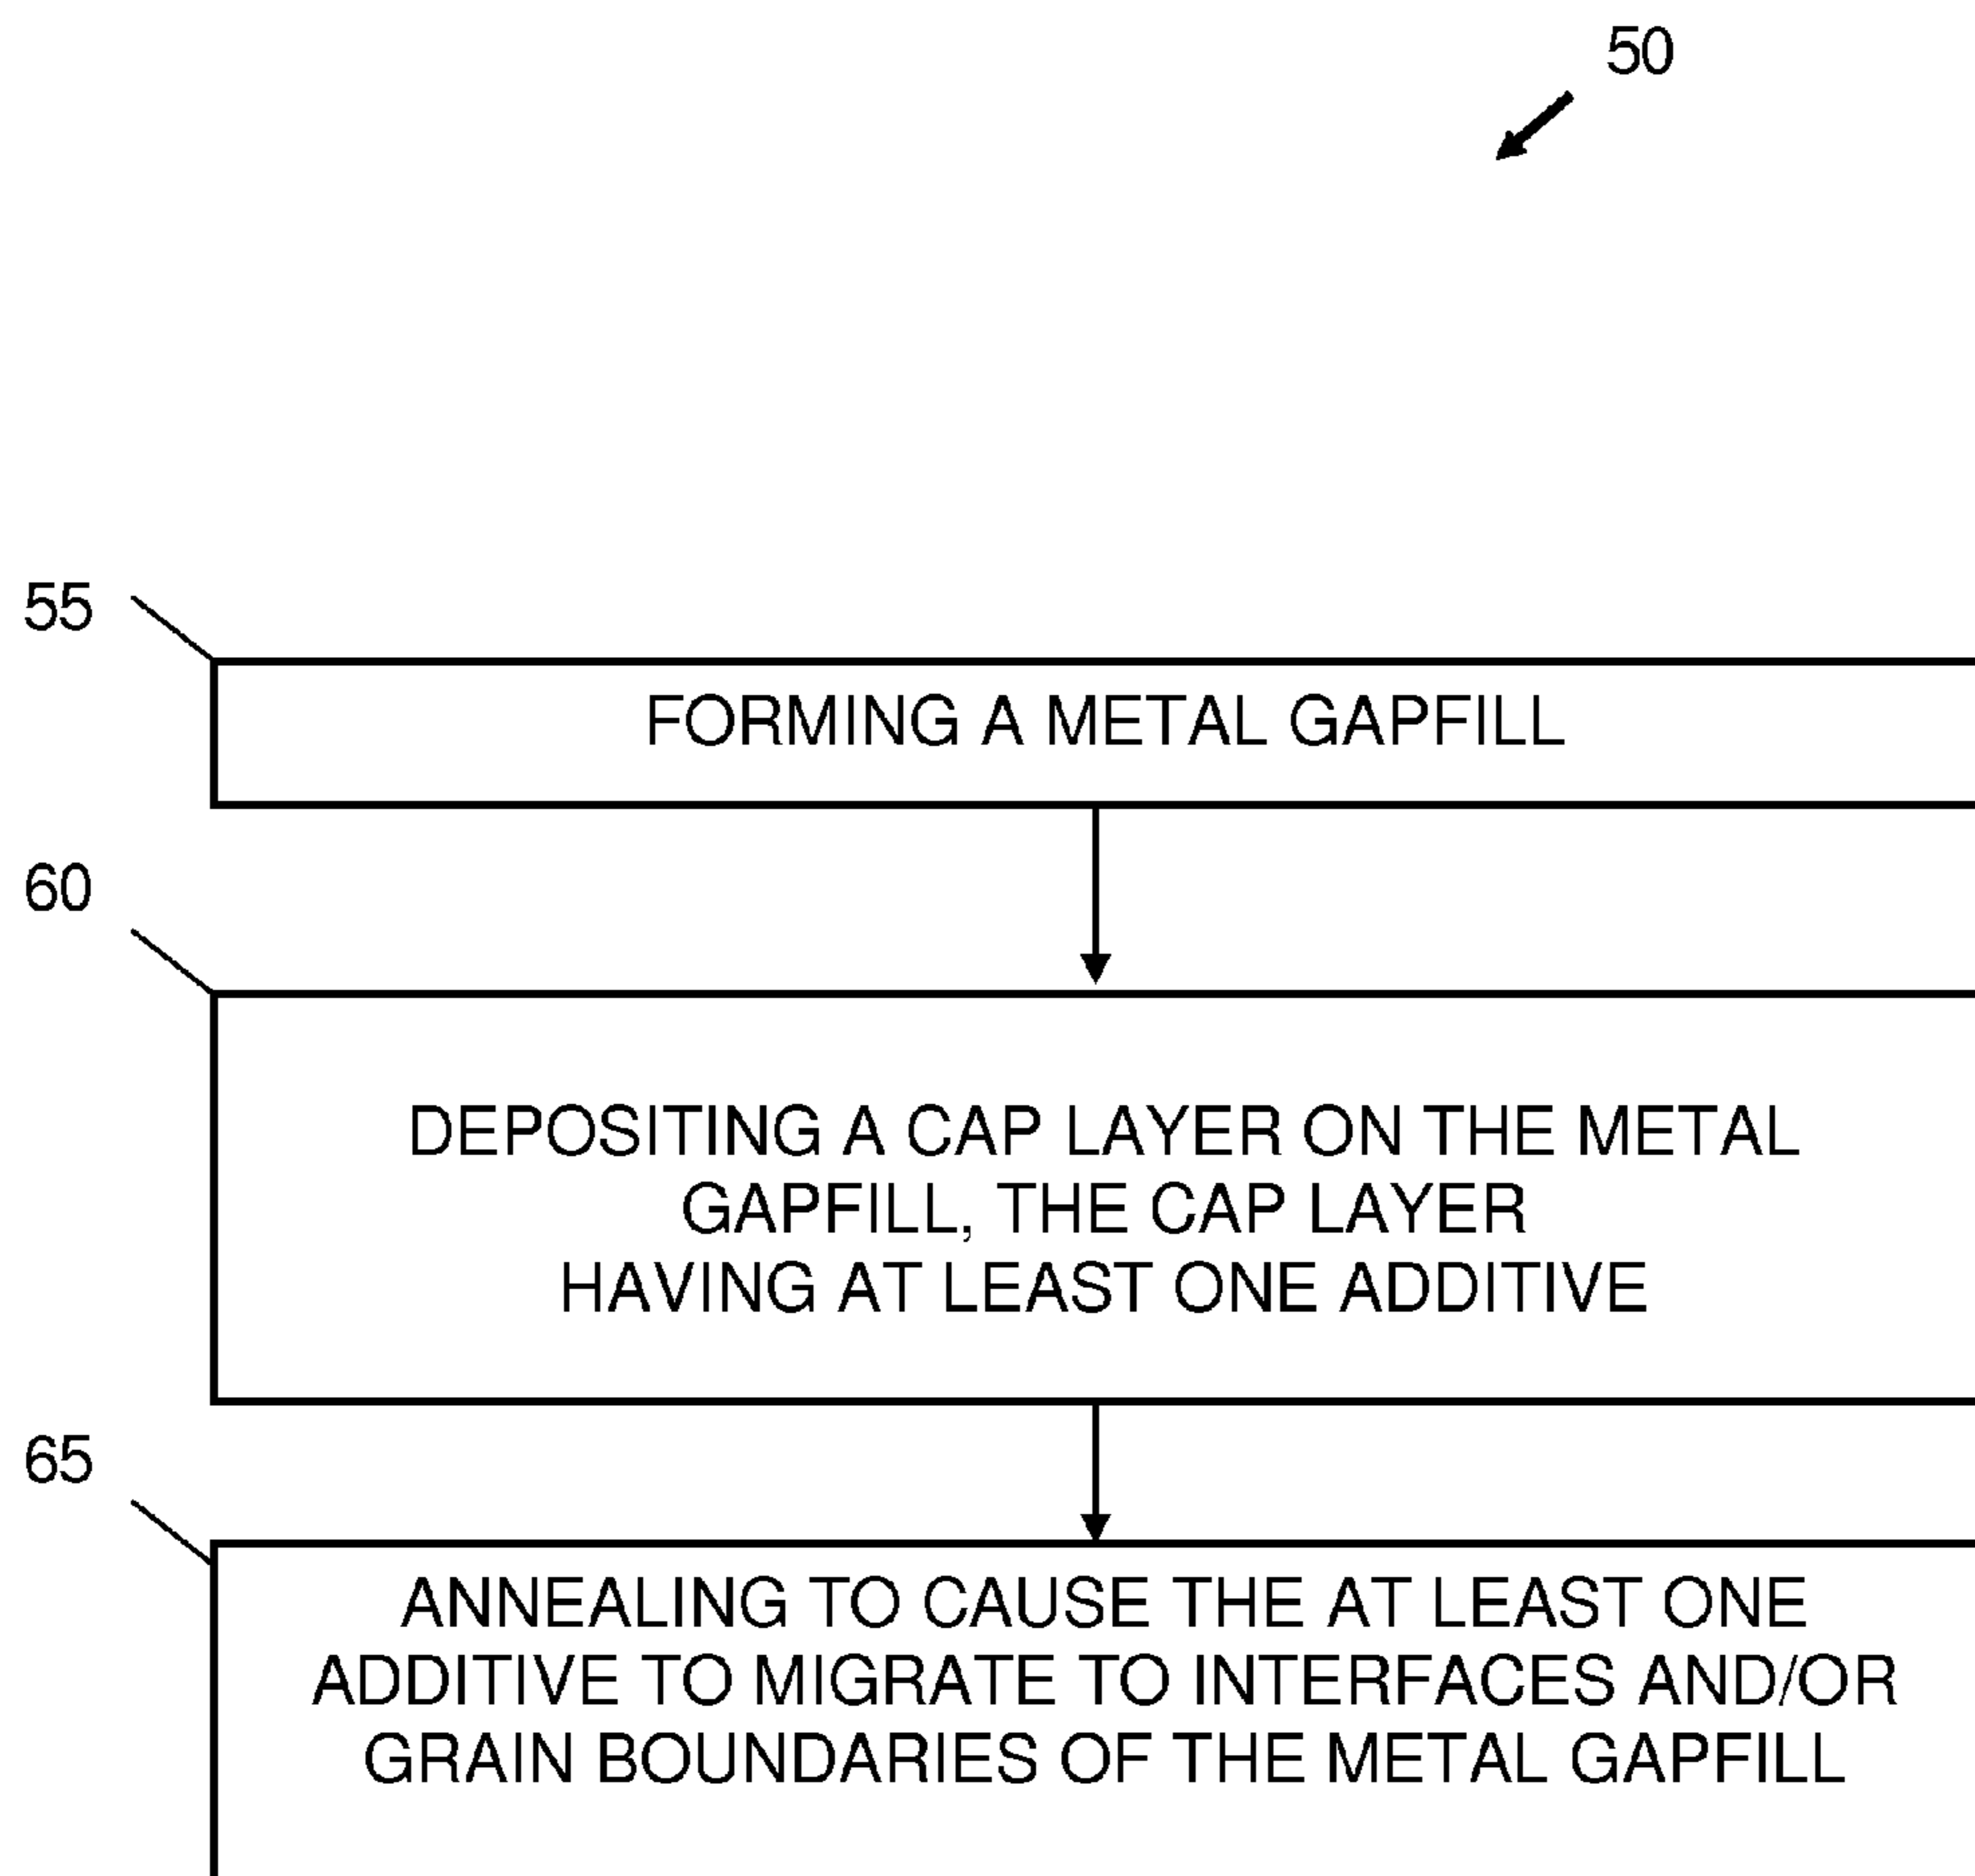 50
55
FORMING A METAL GAPFILL
60
DEPOSITING A CAP LAYER ON THE METAL
GAPFILL, THE CAP LAYER
HAVING AT LEAST ONE ADDITIVE
65
ANNEALING TO CAUSE THE AT LEAST ONE
ADDITIVE TO MIGRATE TO INTERFACES AND/OR
GRAIN BOUNDARIES OF THE METAL GAPFILL